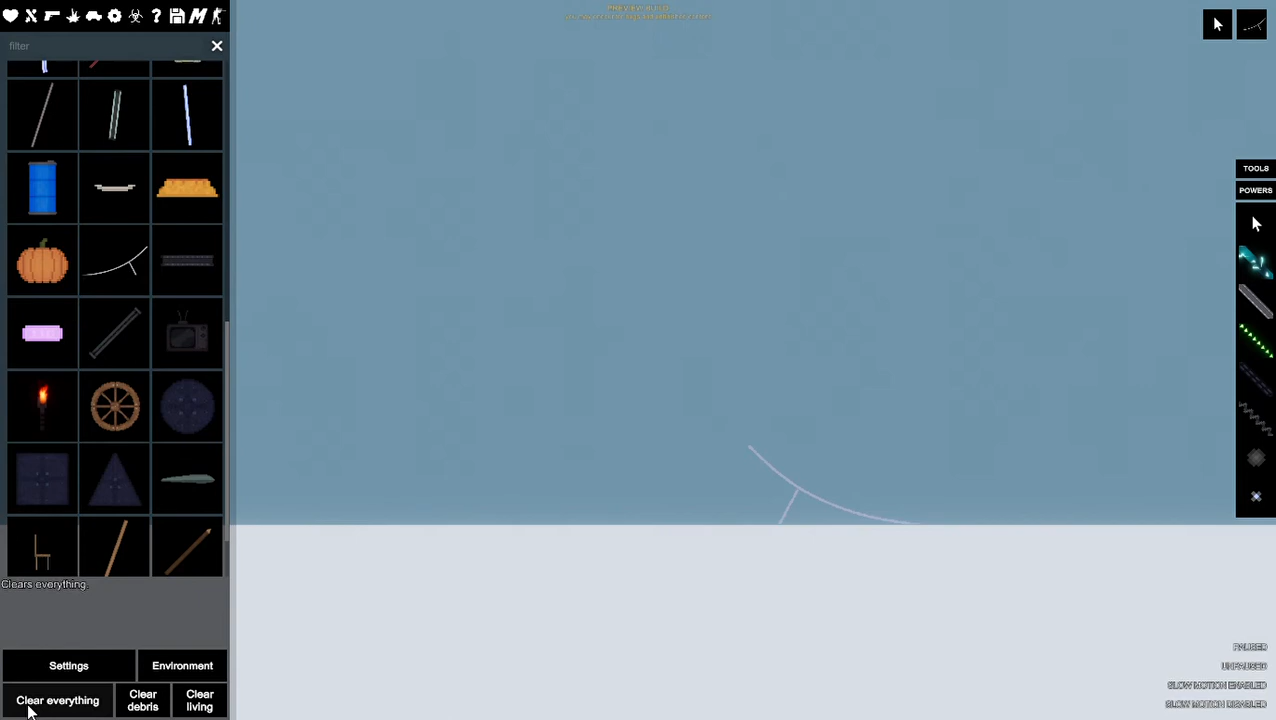 filter
TOOLS
POWERS
Clears everything.
Settings
Environment
Clear everything
Clear debris
Clear living
PAUSED
UNPAUSED
SLOW MOTION ENABLED
SLOW MOTION DISABLED